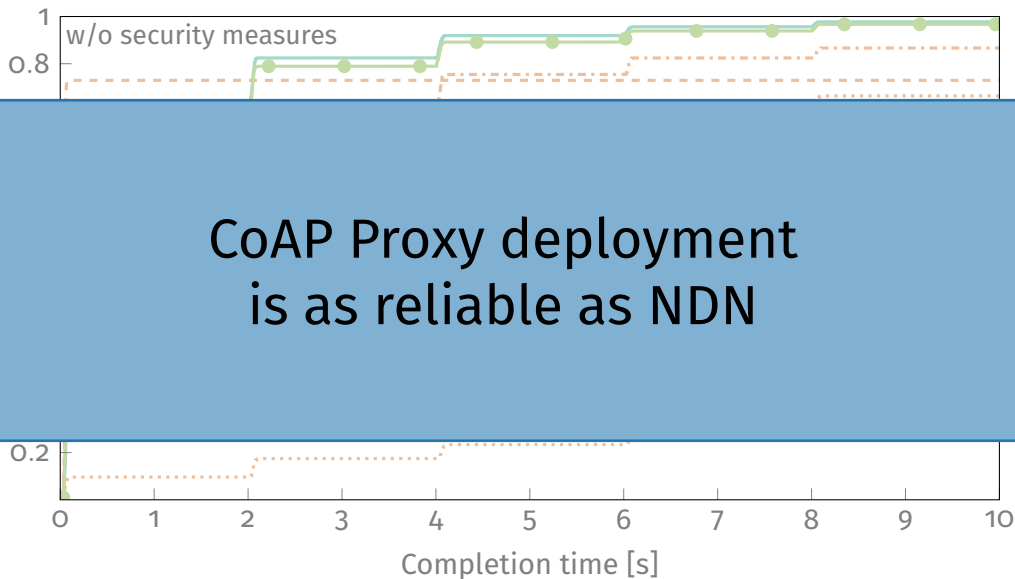 1
w/o security measures
0.8
CoAP Proxy deployment
is as reliable as NDN
0.2
0 1 2 3 4 5 6 7 8 9 10
Completion time [s]